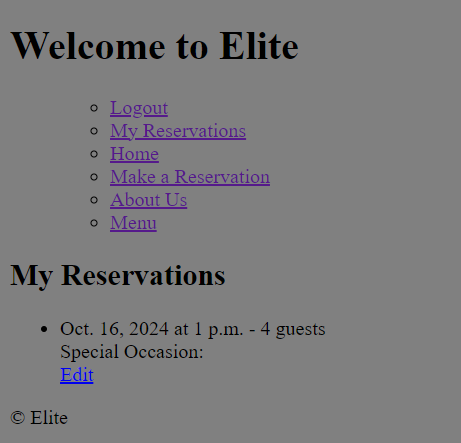 Welcome to Elite
Logout
My Reservations
Home
Make a Reservation
About Us
Menu
My Reservations
Oct. 16, 2024 at 1 p.m. - 4 guests
Special Occasion:
Edit
© Elite